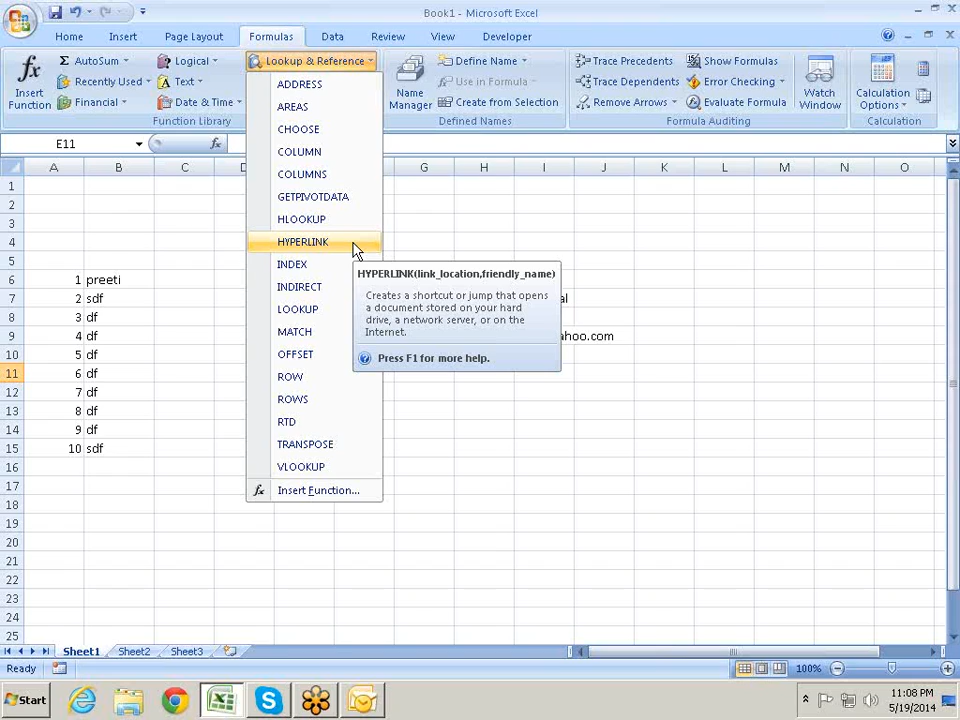 Book1 - Microsoft Excel
Home Insert Page Layout Formulas Data Review View Developer
Insert Function
Σ AutoSum
Recently Used
Financial
Logical
Text
Date & Time
Lookup & Reference
Function Library
Name Manager
Define Name
Use in Formula
Create from Selection
Defined Names
Trace Precedents
Trace Dependents
Remove Arrows
Show Formulas
Error Checking
Evaluate Formula
Formula Auditing
Watch Window
Calculation Options
Calculation
E11
fx
A B C D G H I J K L M N O
1
2
3
4
5
6 1 preeti
7 2 sdf al
8 3 df
9 4 df ahoo.com
10 5 df
11 6 df
12 7 df
13 8 df
14 9 df
15 10 sdf
16
17
18
19
20
21
22
23
24
25
ADDRESS
AREAS
CHOOSE
COLUMN
COLUMNS
GETPIVOTDATA
HLOOKUP
HYPERLINK
INDEX
INDIRECT
LOOKUP
MATCH
OFFSET
ROW
ROWS
RTD
TRANSPOSE
VLOOKUP
fx Insert Function...
HYPERLINK(link_location,friendly_name)
Creates a shortcut or jump that opens
a document stored on your hard
drive, a network server, or on the
Internet.
Press F1 for more help.
Sheet1 Sheet2 Sheet3
Ready 100%
Start
11:08 PM
5/19/2014